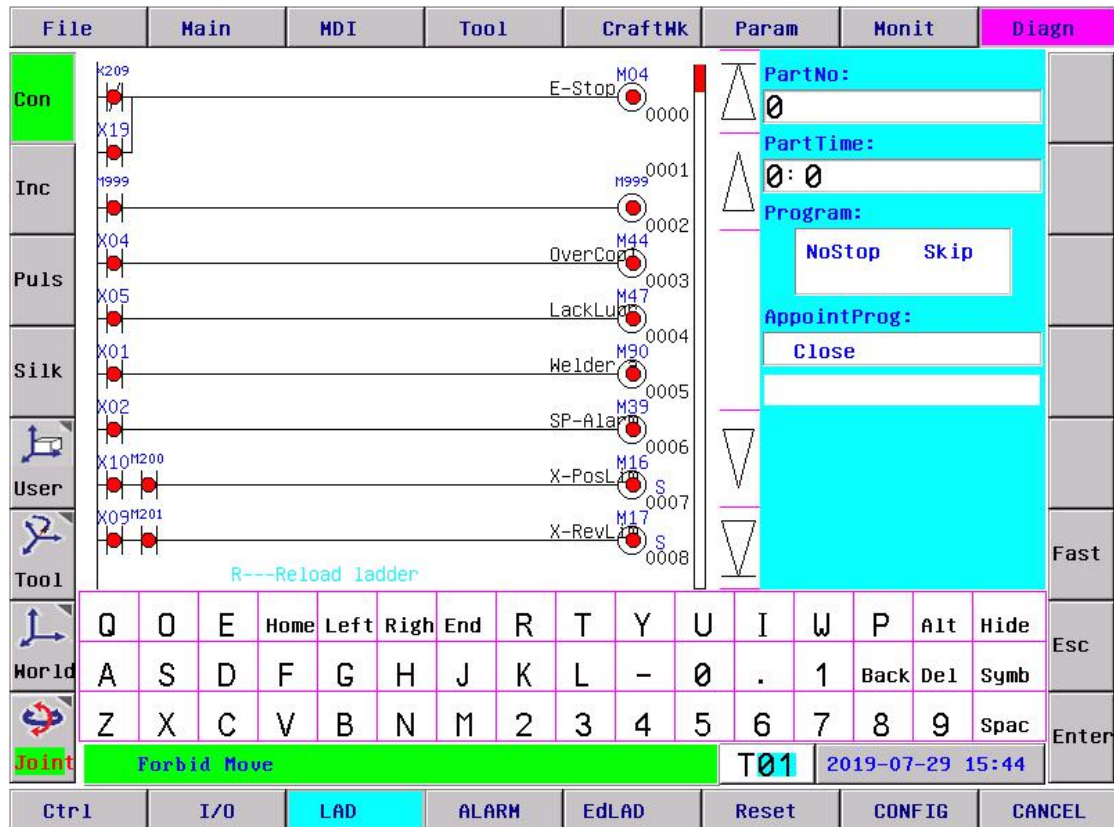 File Main MDI Tool CraftWk Param Monit Diagn
Con
Inc
Puls
Silk
User
Tool
World
Joint
X209 E-Stop M04 0000
X19
0001
M999 M999 0002
X04 OverCool M44 0003
X05 LackLube M47 0004
X01 Welder a M90 0005
X02 SP-Alarm M39 0006
X10 M200 X-PosLim M16 S 0007
X09 M201 X-RevLim M17 S 0008
R---Reload ladder
PartNo:
0
PartTime:
0: 0
Program:
NoStop Skip
AppointProg:
Close
Fast
Esc
Enter
Q O E Home Left Righ End R T Y U I W P Alt Hide
A S D F G H J K L - 0 . 1 Back Del Symb
Z X C V B N M 2 3 4 5 6 7 8 9 Spac
Forbid Move T01 2019-07-29 15:44
Ctrl I/O LAD ALARM EdLAD Reset CONFIG CANCEL